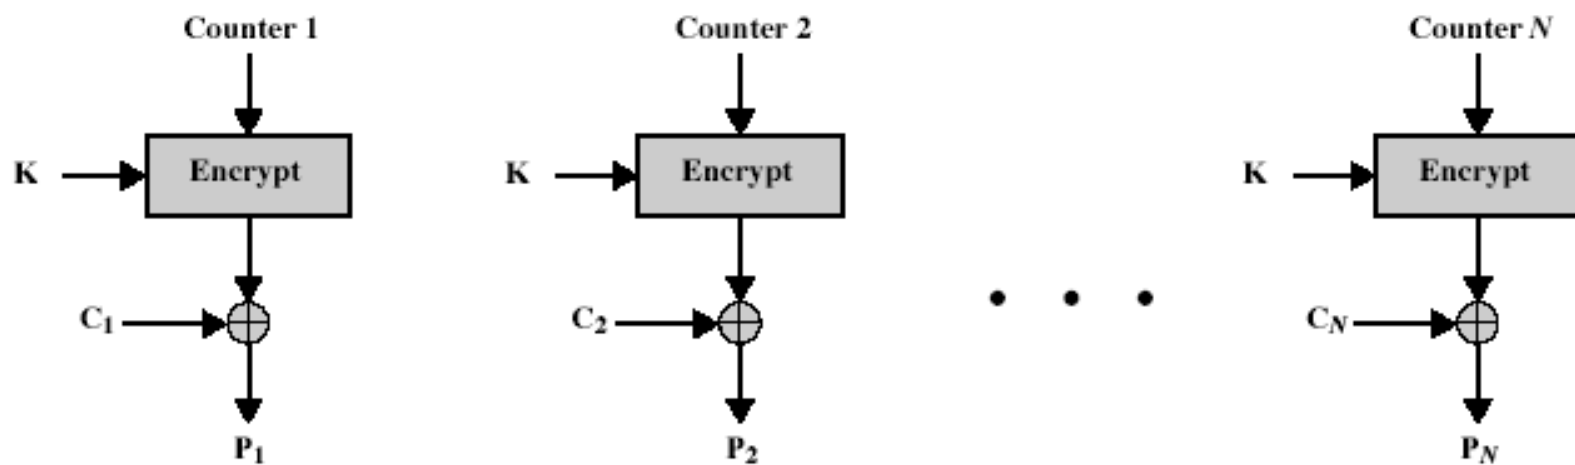 Counter 1 Counter 2 Counter N
K Encrypt K Encrypt K Encrypt
C1 C2 CN
P1 P2 PN